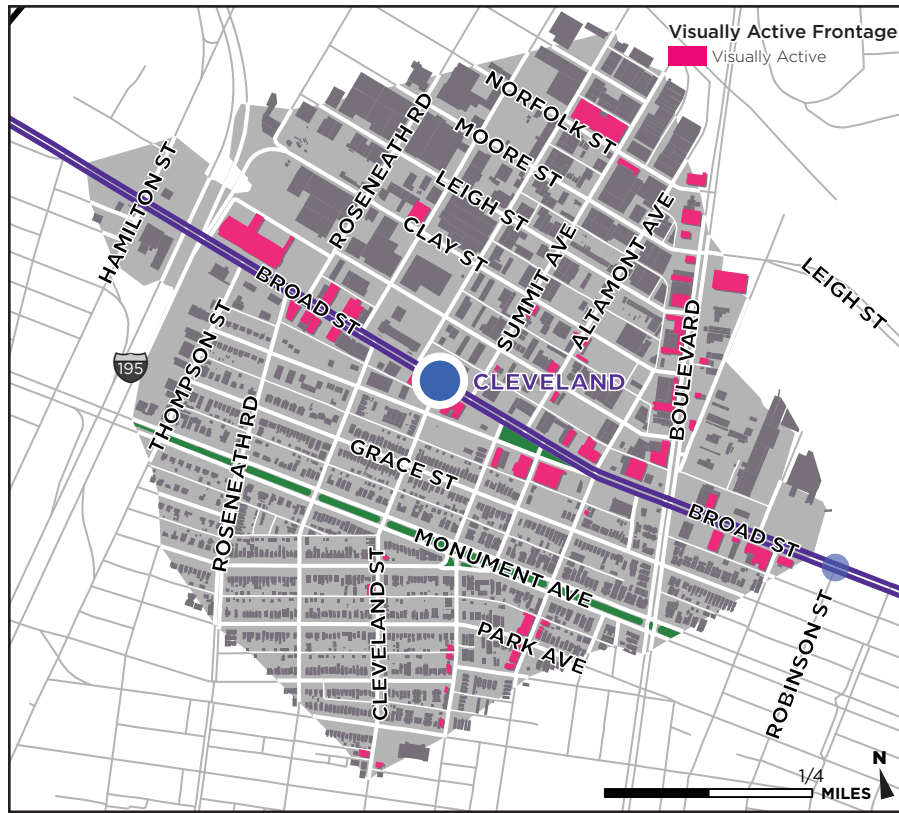 Visually Active Frontage
Visually Active
NORFOLK ST
MOORE ST
ROSENEATH RD
LEIGH ST
CLAY ST
HAMILTON ST
SUMMIT AVE
ALTAMONT AVE
LEIGH ST
BROAD ST
THOMPSON ST
BOULEVARD
195
CLEVELAND
ROSENEATH RD
GRACE ST
BROAD ST
MONUMENT AVE
CLEVELAND ST
PARK AVE
ROBINSON ST
N
1/4
MILES